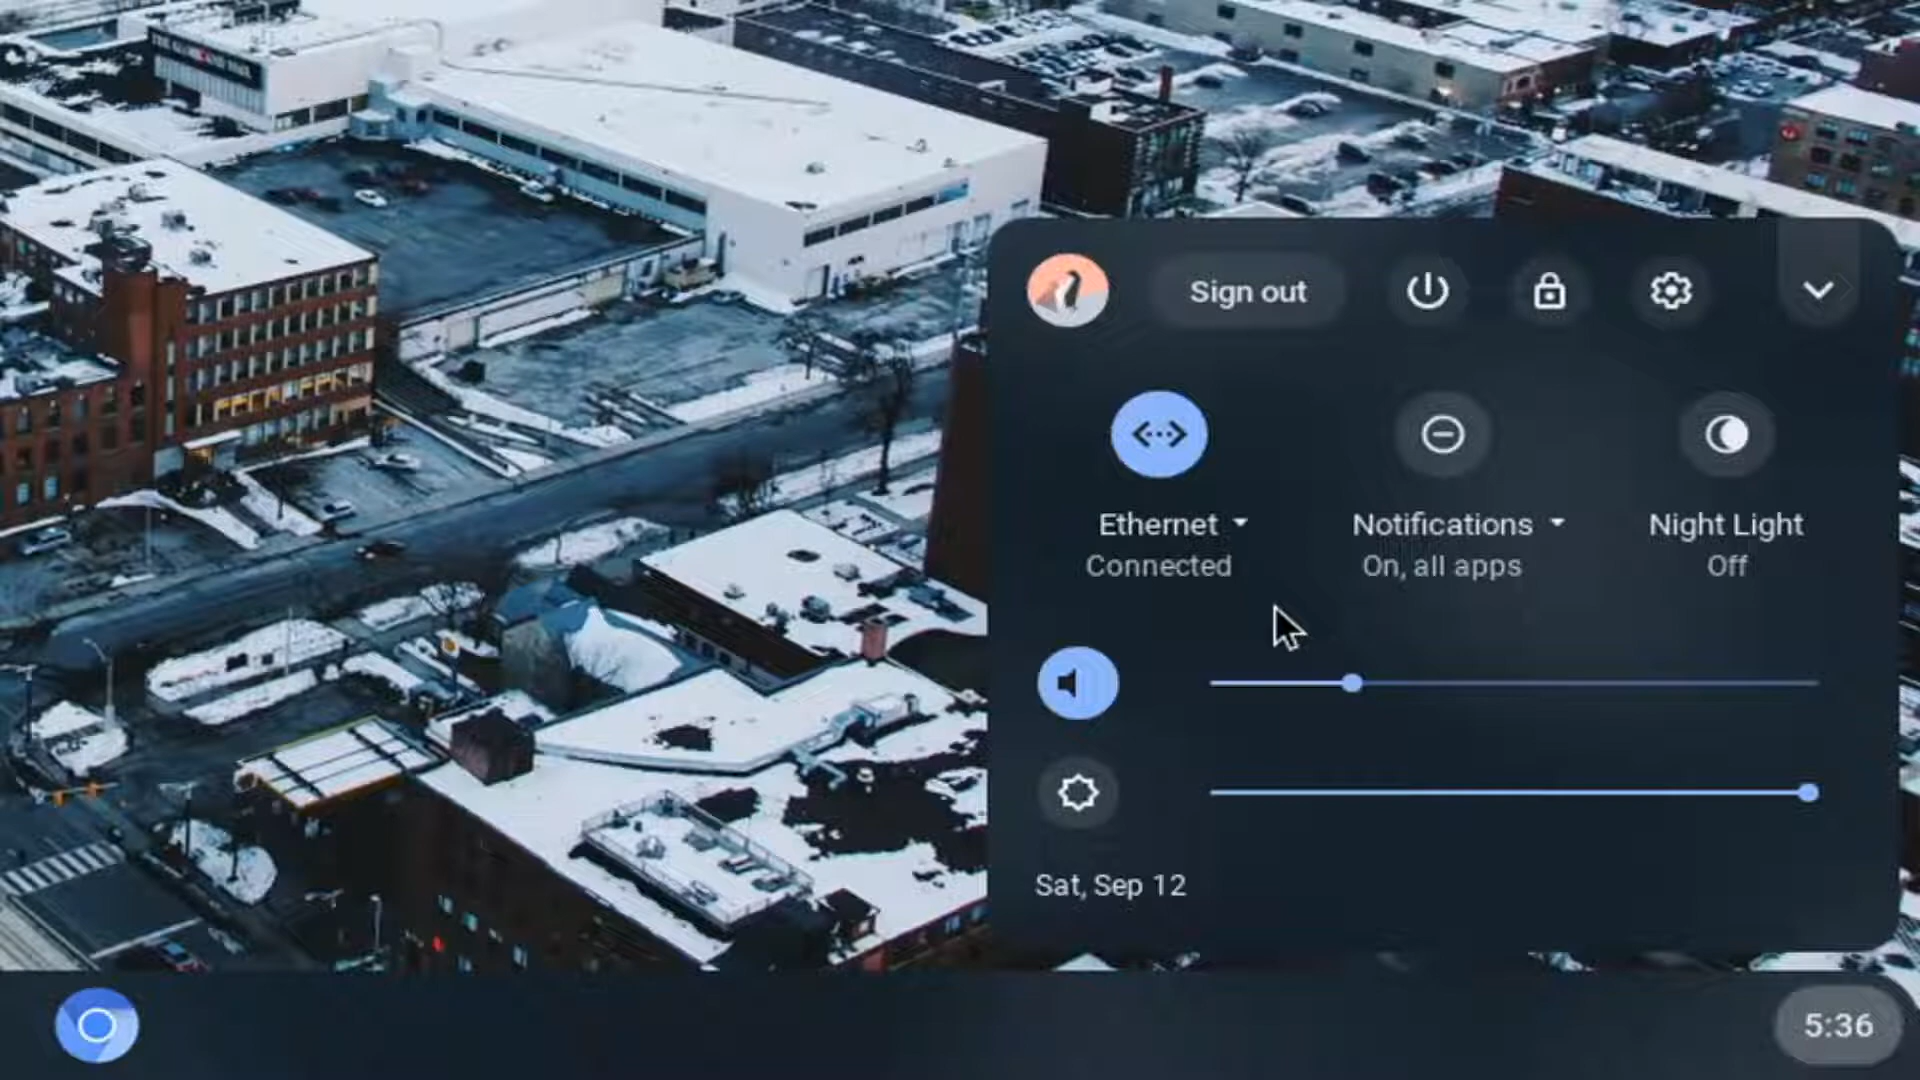 Sign out
Ethernet
Connected
Notifications
On, all apps
Night Light
Off
Sat, Sep 12
5:36